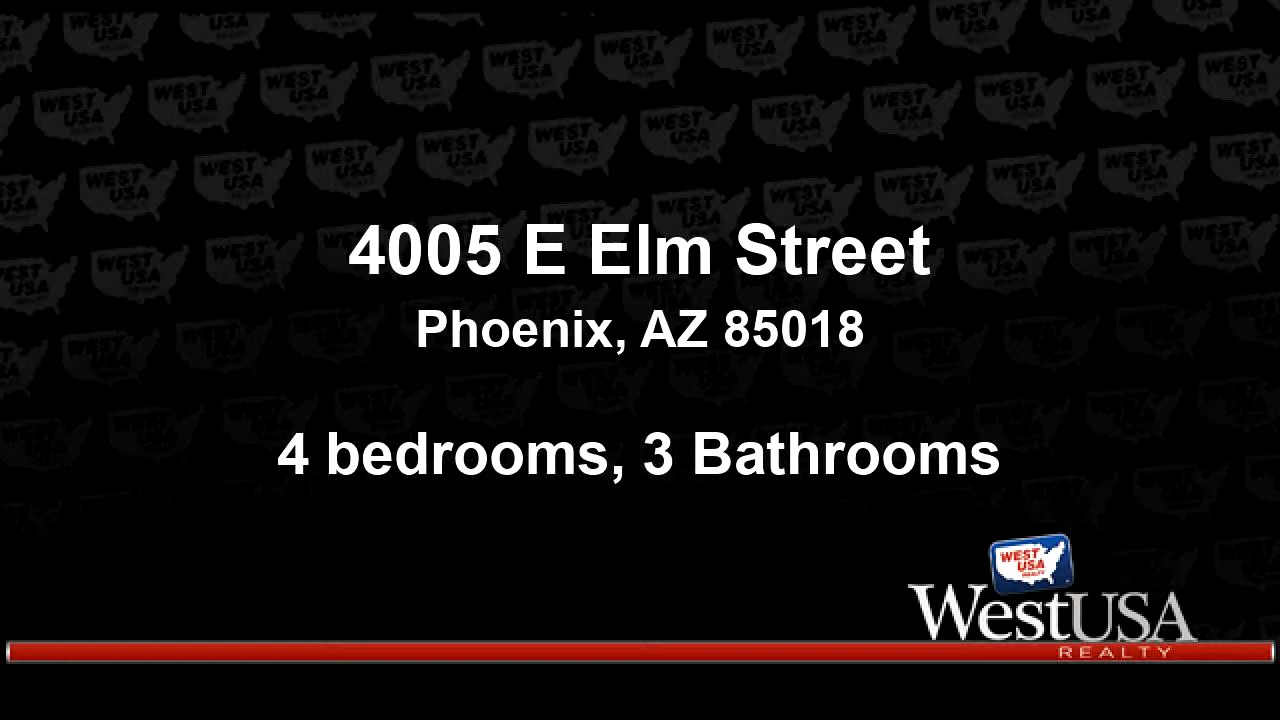 4005 E Elm Street
Phoenix, AZ 85018
4 bedrooms, 3 Bathrooms
WEST
USA
REALTY
WestUSA
REALTY